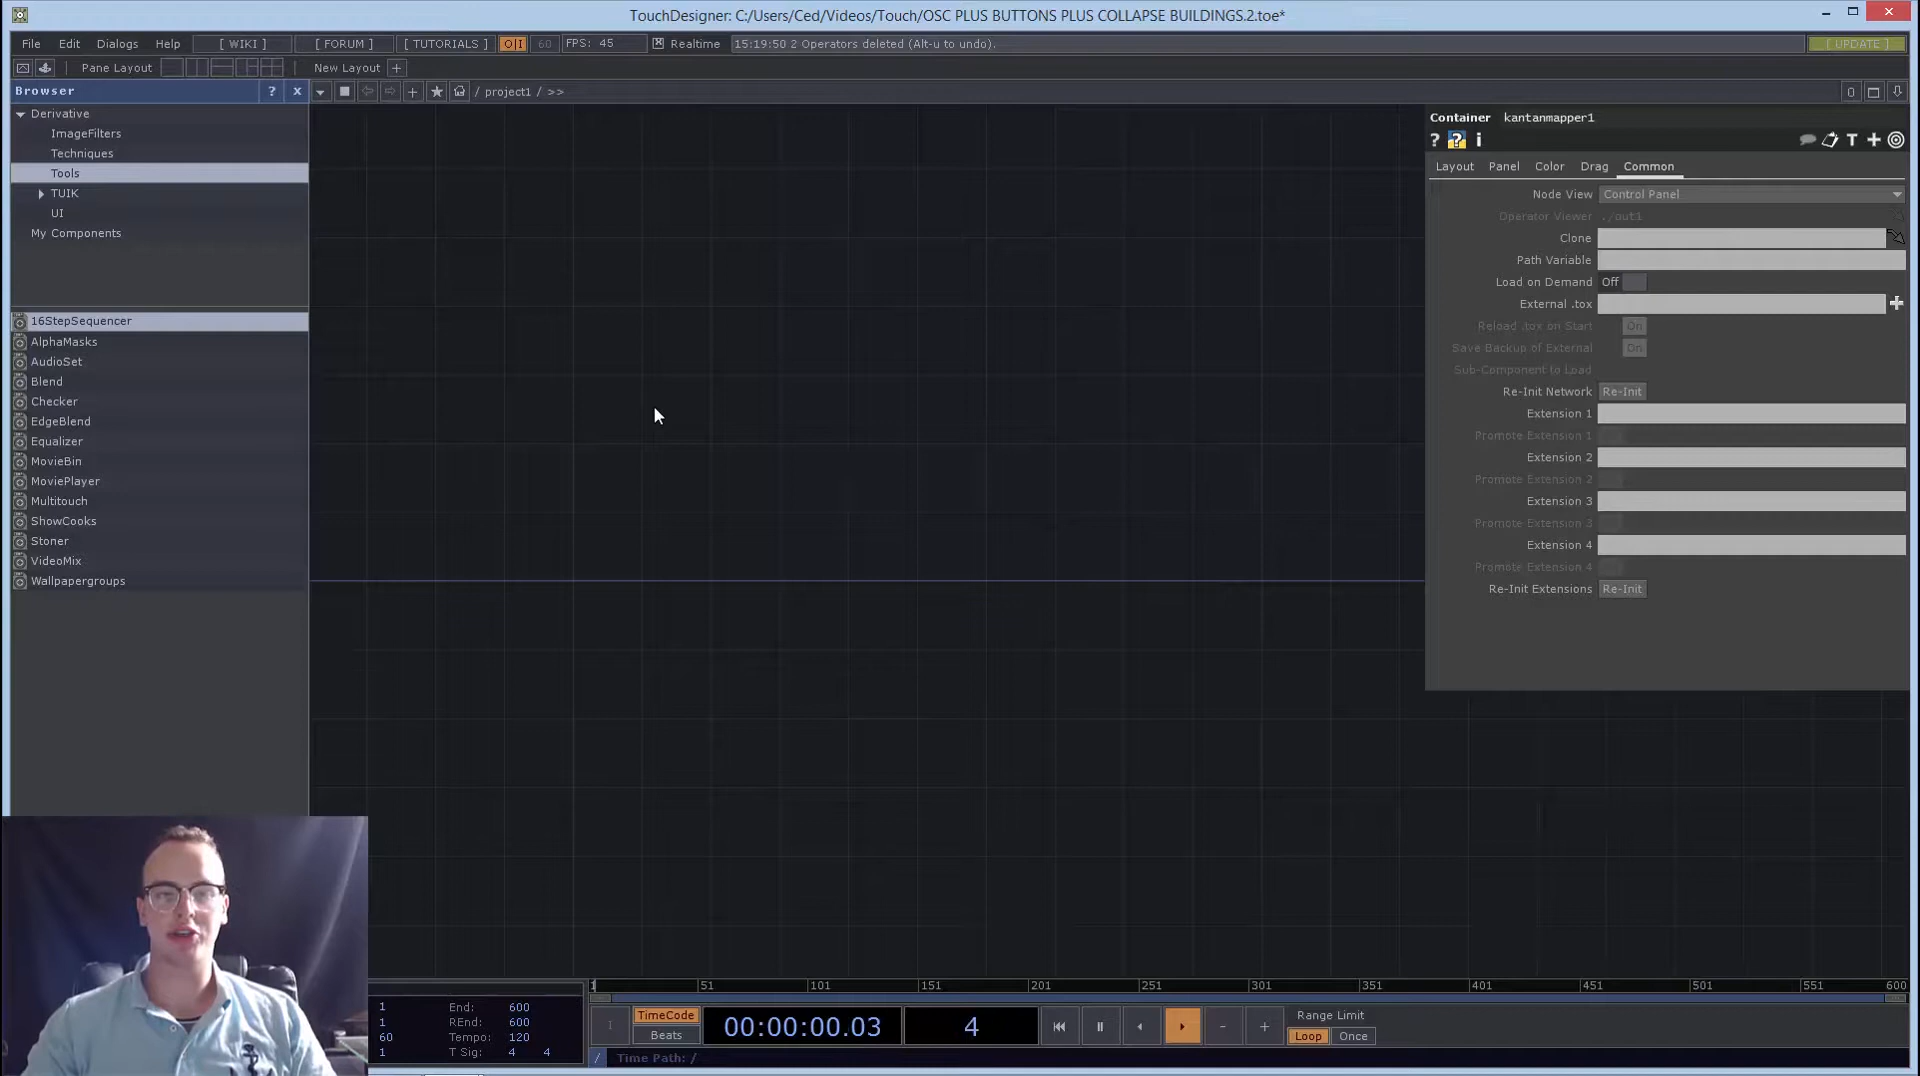 TouchDesigner: C:/Users/Ced/Videos/Touch/OSC PLUS BUTTONS PLUS COLLAPSE BUILDINGS.2.toe*
File Edit Dialogs Help [ WIKI ] [ FORUM ] [ TUTORIALS ] O|I 60 FPS: 45 Realtime 15:19:50 2 Operators deleted (Alt-u to undo). [ UPDATE ]
Pane Layout New Layout +
Browser ? x / project1 / >> 0
Derivative
ImageFilters
Techniques
Tools
TUIK
UI
My Components
16StepSequencer
AlphaMasks
AudioSet
Blend
Checker
EdgeBlend
Equalizer
MovieBin
MoviePlayer
Multitouch
ShowCooks
Stoner
VideoMix
Wallpapergroups
Container kantanmapper1
? ? i T +
Layout Panel Color Drag Common
Node View Control Panel
Operator Viewer ./out1
Clone
Path Variable
Load on Demand Off
External .tox
Reload .tox on Start On
Save Backup of External On
Sub-Component to Load
Re-Init Network Re-Init
Extension 1
Promote Extension 1
Extension 2
Promote Extension 2
Extension 3
Promote Extension 3
Extension 4
Promote Extension 4
Re-Init Extensions Re-Init
1 51 101 151 201 251 301 351 401 451 501 551 600
1 End: 600
1 REnd: 600
60 Tempo: 120
1 T Sig: 4 4
1 TimeCode Beats 00:00:00.03 4 - +
Range Limit
Loop Once
/ Time Path: /